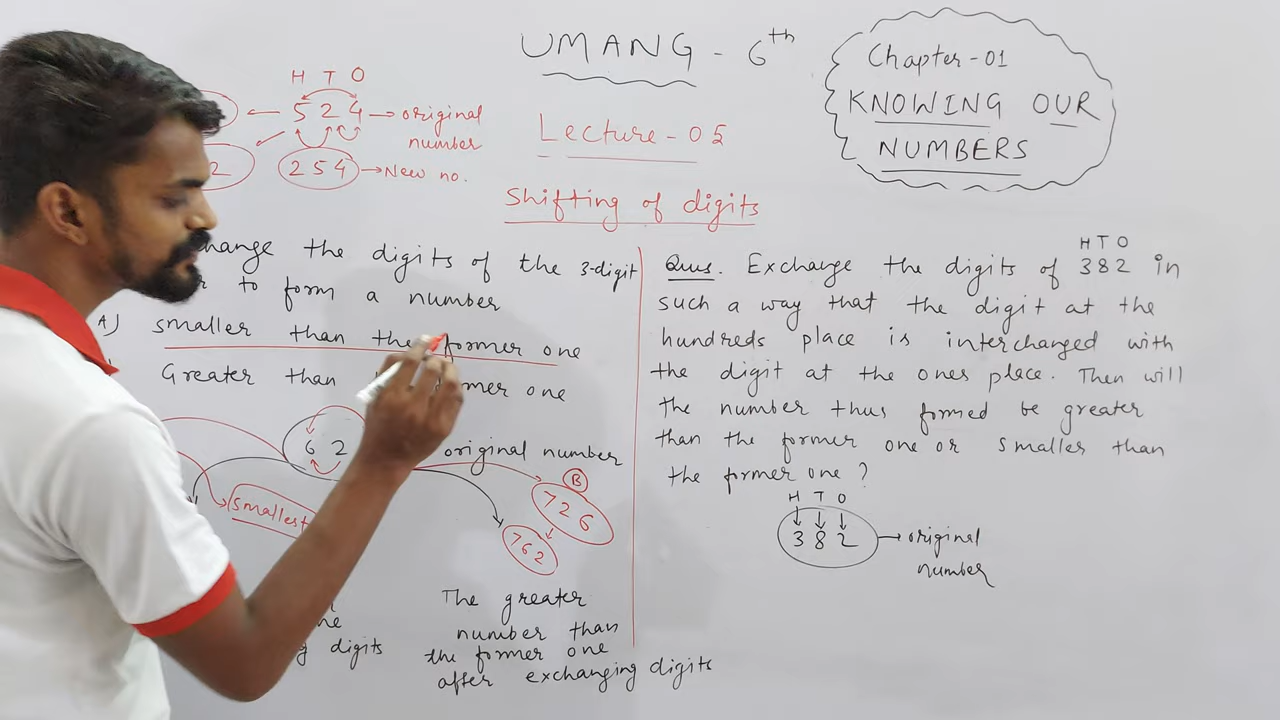 UMANG - 6th
Chapter-01
KNOWING OUR
NUMBERS
Lecture-05
Shifting of digits
H T O
5 2 4 → original
number
2 5 4 → New no.
2
hange the digits of the 3-digit
to form a number
A) smaller than the former one
Greater than former one
6 2 original number
B
7 2 6
7 6 2
smallest
digits
The greater
number than
the former one
after exchanging digits
H T O
Ques. Exchange the digits of 382 in
such a way that the digit at the
hundreds place is interchanged with
the digit at the ones place. Then will
the number thus formed be greater
than the former one or smaller than
the former one ?
H T O
3 8 2 → original
number